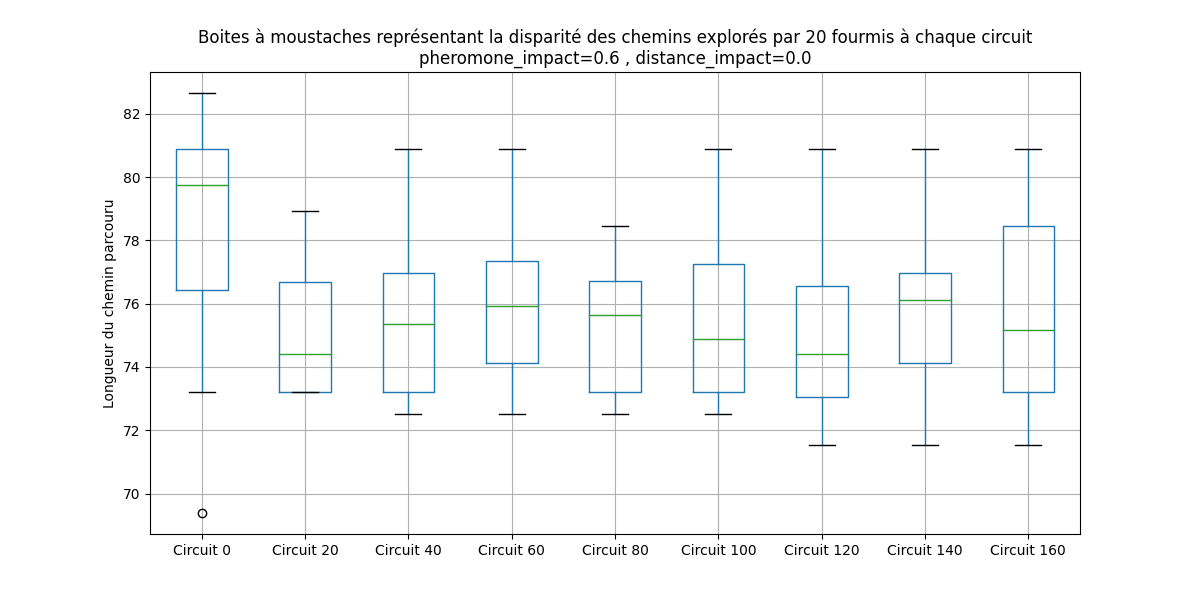 Boites à moustaches représentant la disparité des chemins explorés par 20 fourmis à chaque circuit
pheromone_impact=0.6 , distance_impact=0.0
Longueur du chemin parcouru
82
80
78
76
74
72
70
Circuit 0
Circuit 20
Circuit 40
Circuit 60
Circuit 80
Circuit 100
Circuit 120
Circuit 140
Circuit 160